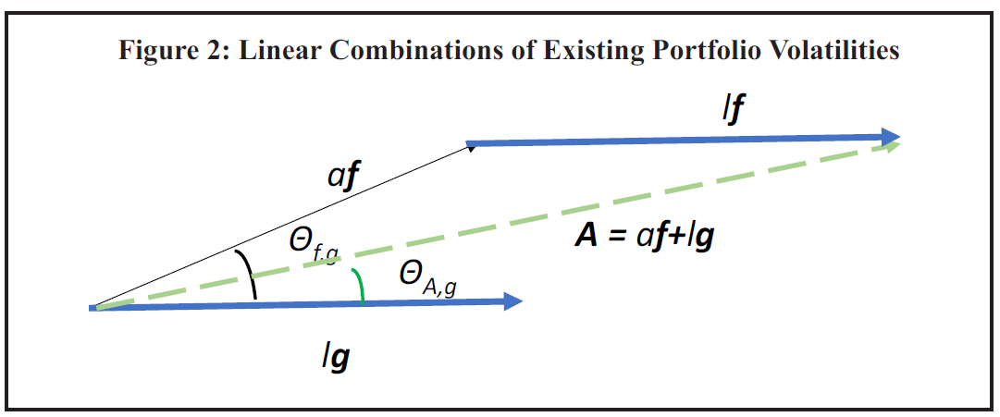 Figure 2: Linear Combinations of Existing Portfolio Volatilities
lf
af
Θf,g
A = af+lg
ΘA,g
lg